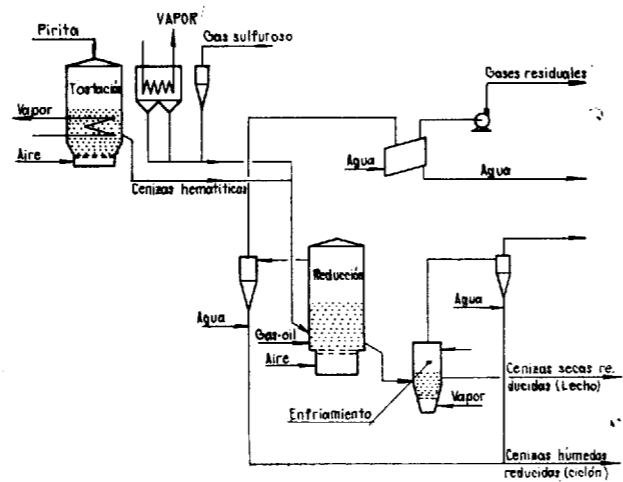 VAPOR
Pirita
Gas sulfuroso
Gases residuales
Tostación
Vapor
Aire
Agua
Agua
Cenizas hematíticas
Reducción
Agua
Agua
Gas-oil
Aire
Cenizas secas re.
ducidas (Lecho)
Vapor
Enfriamiento
Cenizas húmedas
reducidas (ciclón)